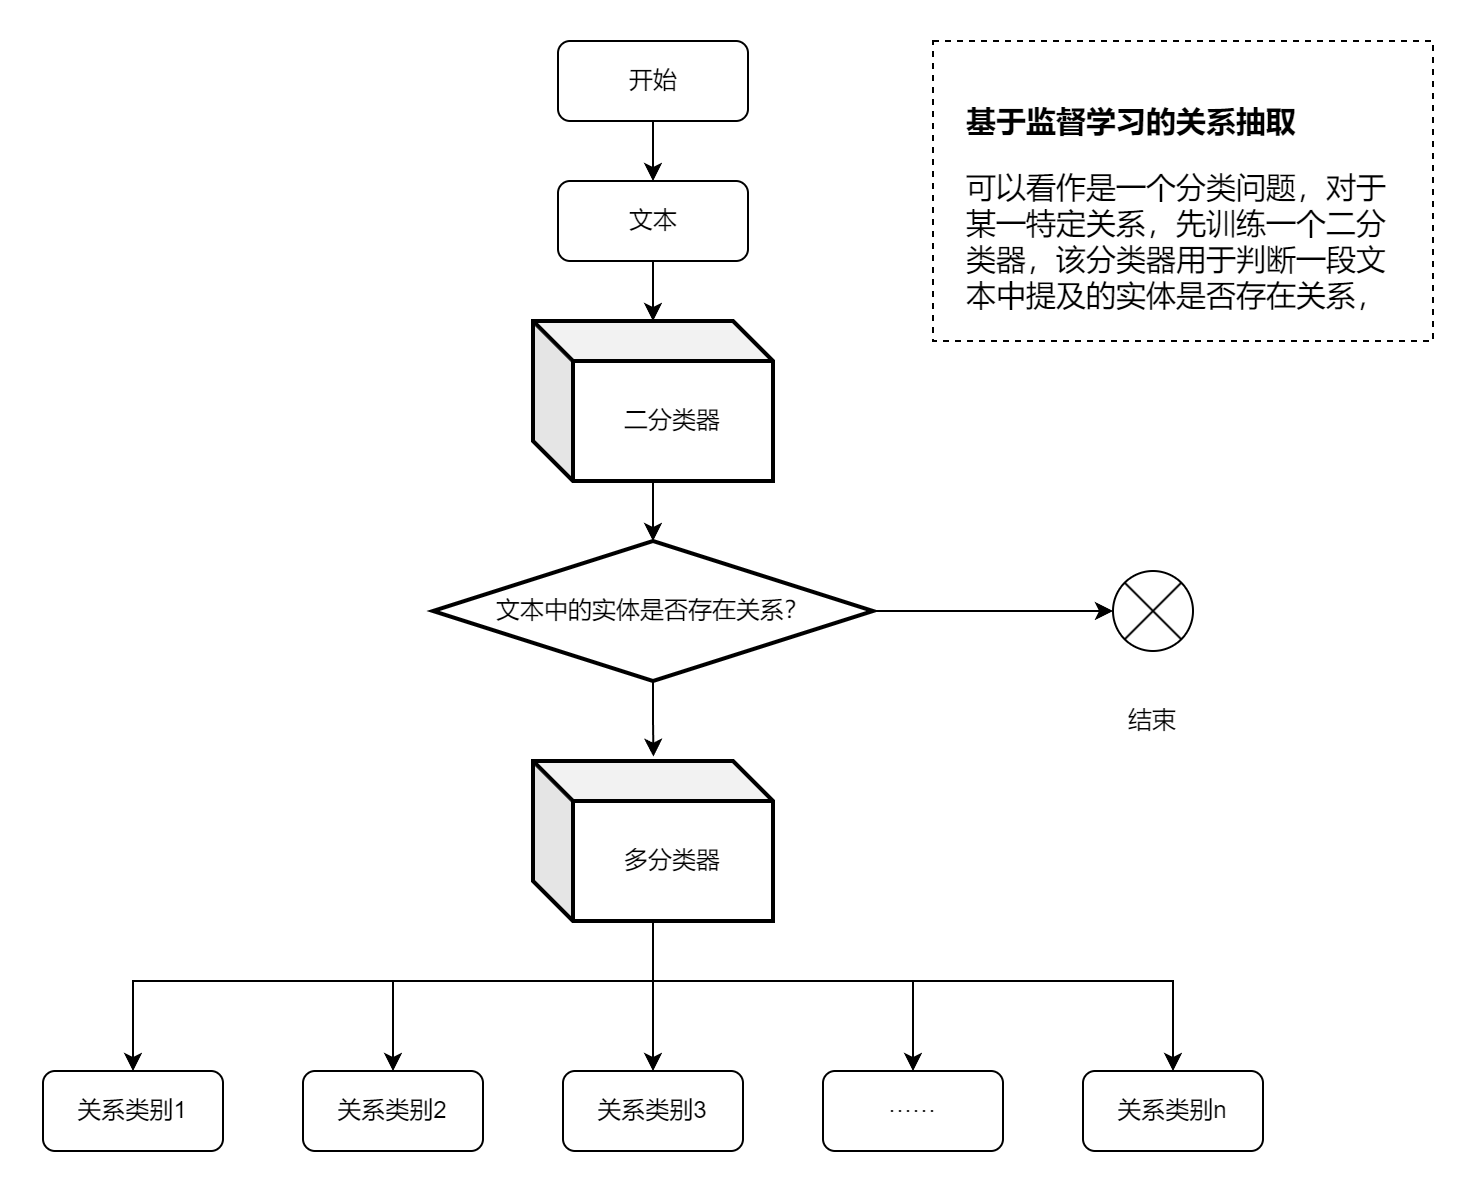 开始
基于监督学习的关系抽取
可以看作是一个分类问题，对于
某一特定关系，先训练一个二分
类器，该分类器用于判断一段文
本中提及的实体是否存在关系，
文本
二分类器
文本中的实体是否存在关系?
结束
多分类器
关系类别1
关系类别2
关系类别3
······
关系类别n